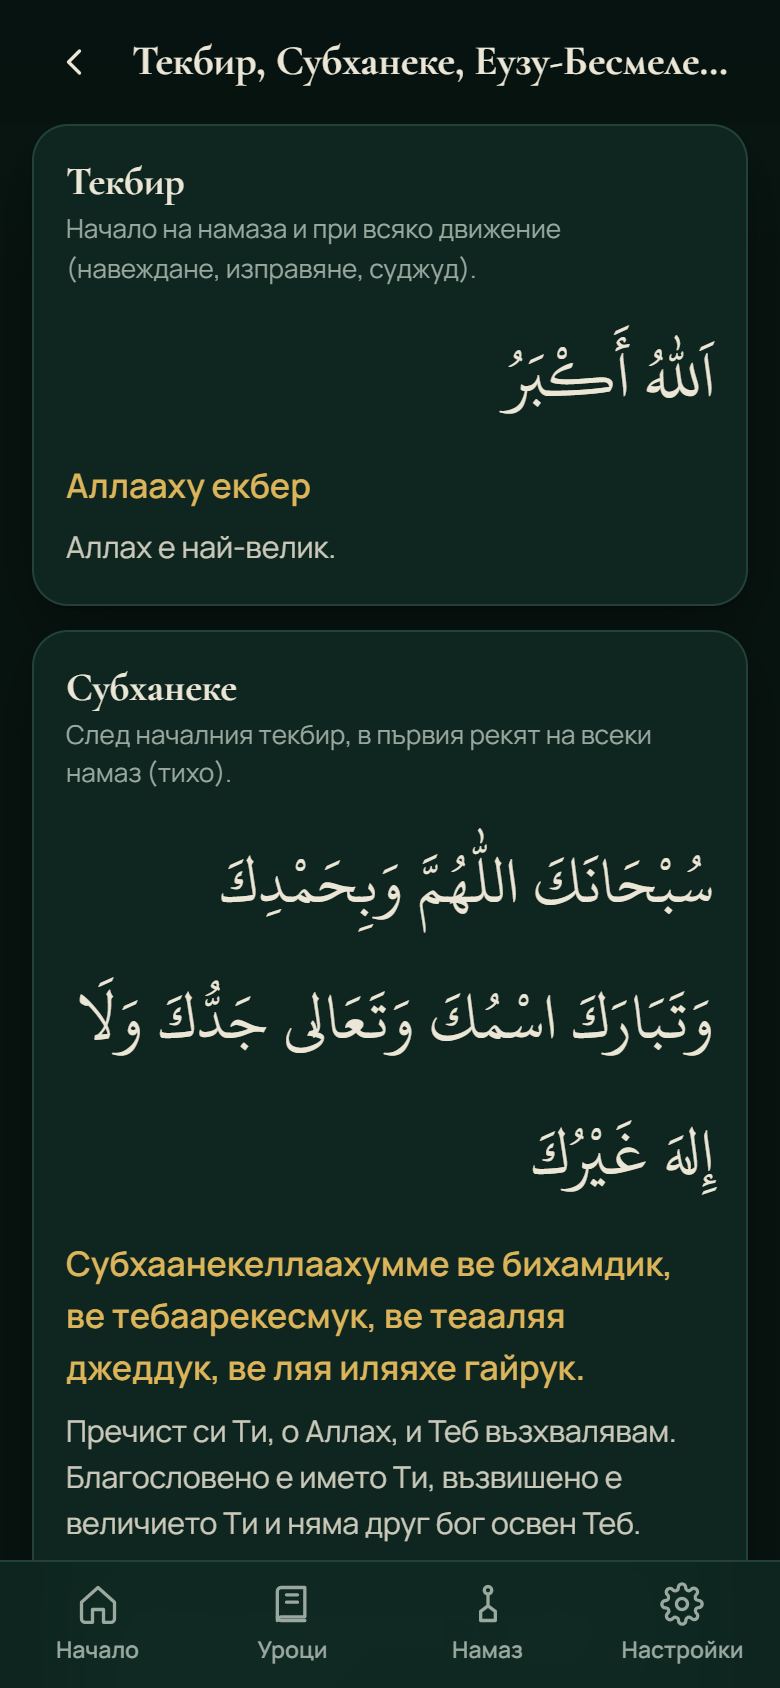 Текбир, Субханеке, Еузу-Бесмеле...
Текбир
Начало на намаза и при всяко движение
(навеждане, изправяне, суджуд).
اَللّٰهُ أَكْبَرُ
Аллааху екбер
Аллах е най-велик.
Субханеке
След началния текбир, в първия рекят на всеки
намаз (тихо).
سُبْحَانَكَ اللّٰهُمَّ وَبِحَمْدِكَ
وَتَبَارَكَ اسْمُكَ وَتَعَالى جَدُّكَ وَلَا
إِلهَ غَيْرُكَ
Субхаанекеллаахумме ве бихамдик,
ве тебаарекесмук, ве теааляя
джеддук, ве ляя иляяхе гайрук.
Пречист си Ти, о Аллах, и Теб възхвалявам.
Благословено е името Ти, възвишено е
величието Ти и няма друг бог освен Теб.
Начало
Уроци
Намаз
Настройки